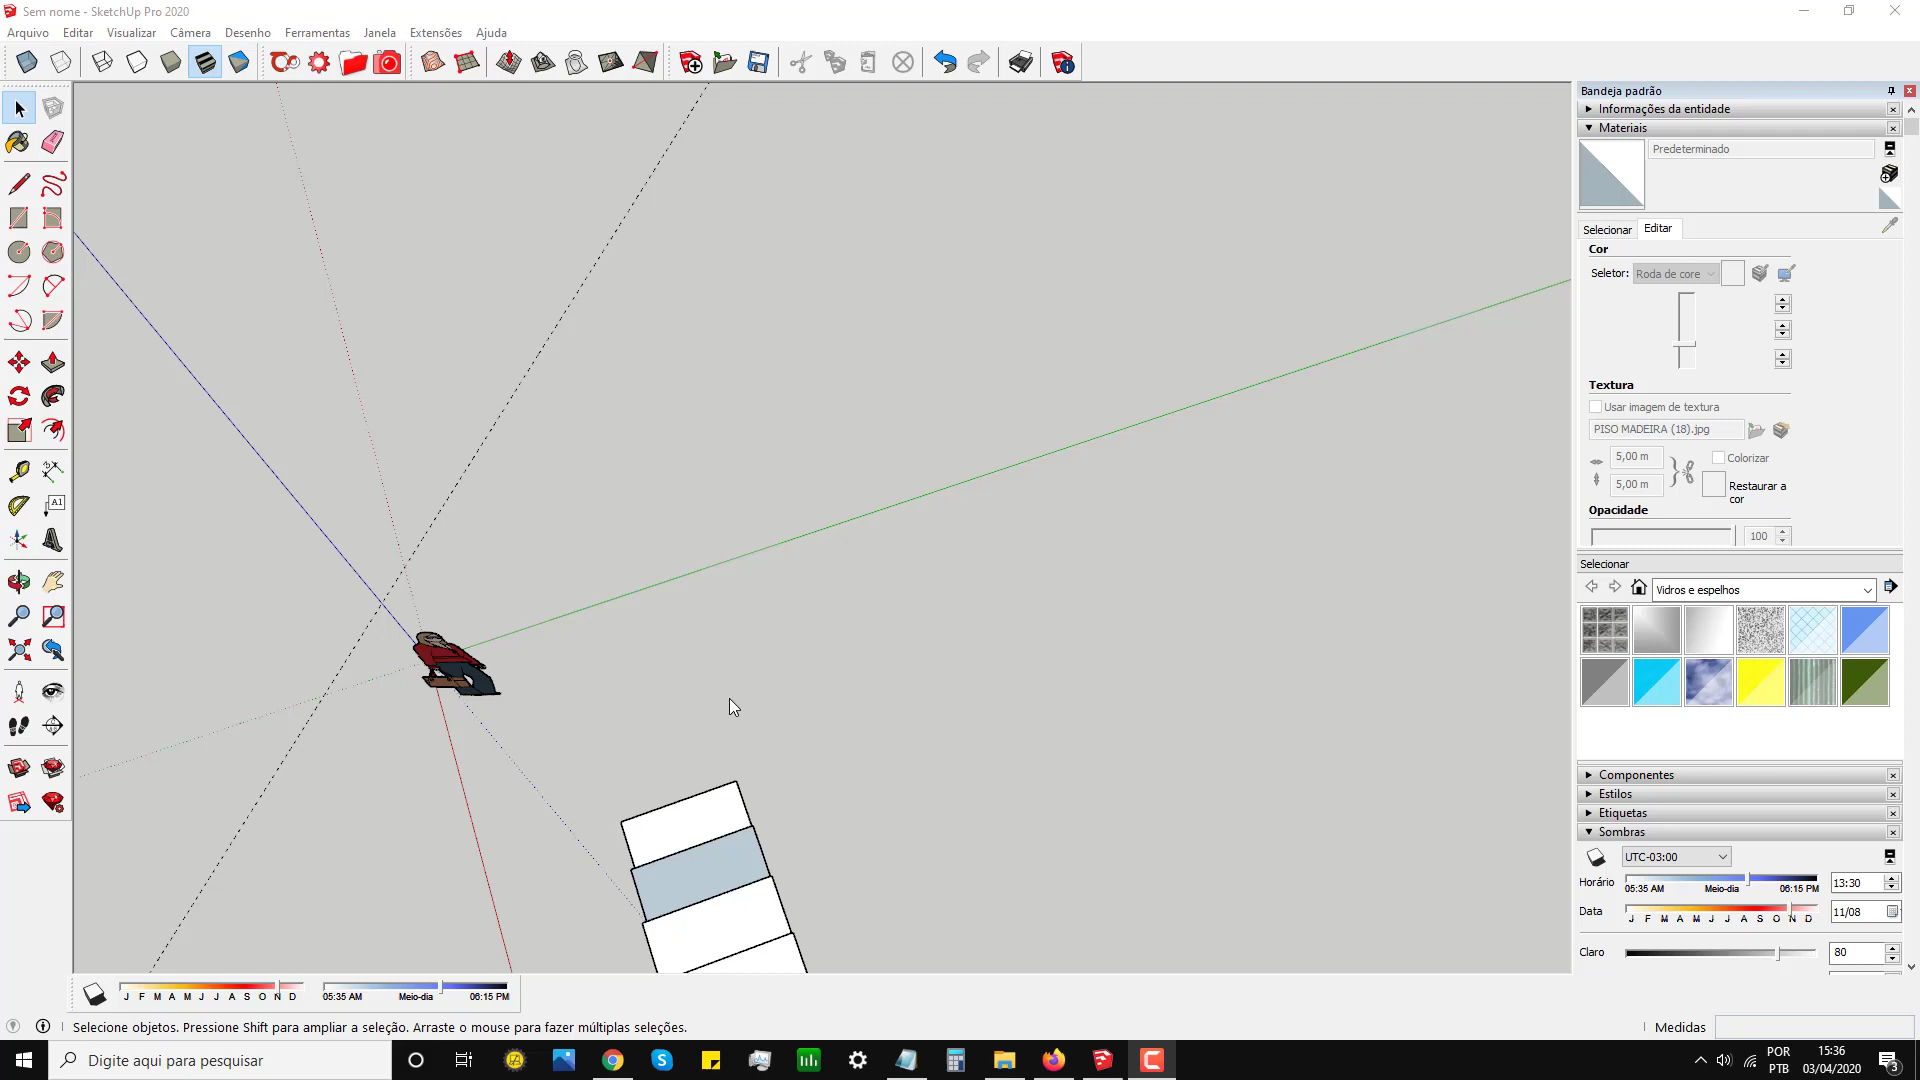 Sem nome - SketchUp Pro 2020
Arquivo Editar Visualizar Câmera Desenho Ferramentas Janela Extensões Ajuda
Bandeja padrão
Informações da entidade
Materiais
Predeterminado
Selecionar Editar
Cor
Seletor: Roda de core
Textura
Usar imagem de textura
PISO MADEIRA (18).jpg
5,00 m Colorizar
5,00 m Restaurar a
cor
Opacidade
100
Selecionar
Vidros e espelhos
Componentes
Estilos
Etiquetas
Sombras
UTC-03:00
Horário 13:30
05:35 AM Meio-dia 06:15 PM
Data 11/08
J F M A M J J A S O N D
Claro 80
J F M A M J J A S O N D 05:35 AM Meio-dia 06:15 PM
Selecione objetos. Pressione Shift para ampliar a seleção. Arraste o mouse para fazer múltiplas seleções. Medidas
Digite aqui para pesquisar
POR 15:36
PTB 03/04/2020
3